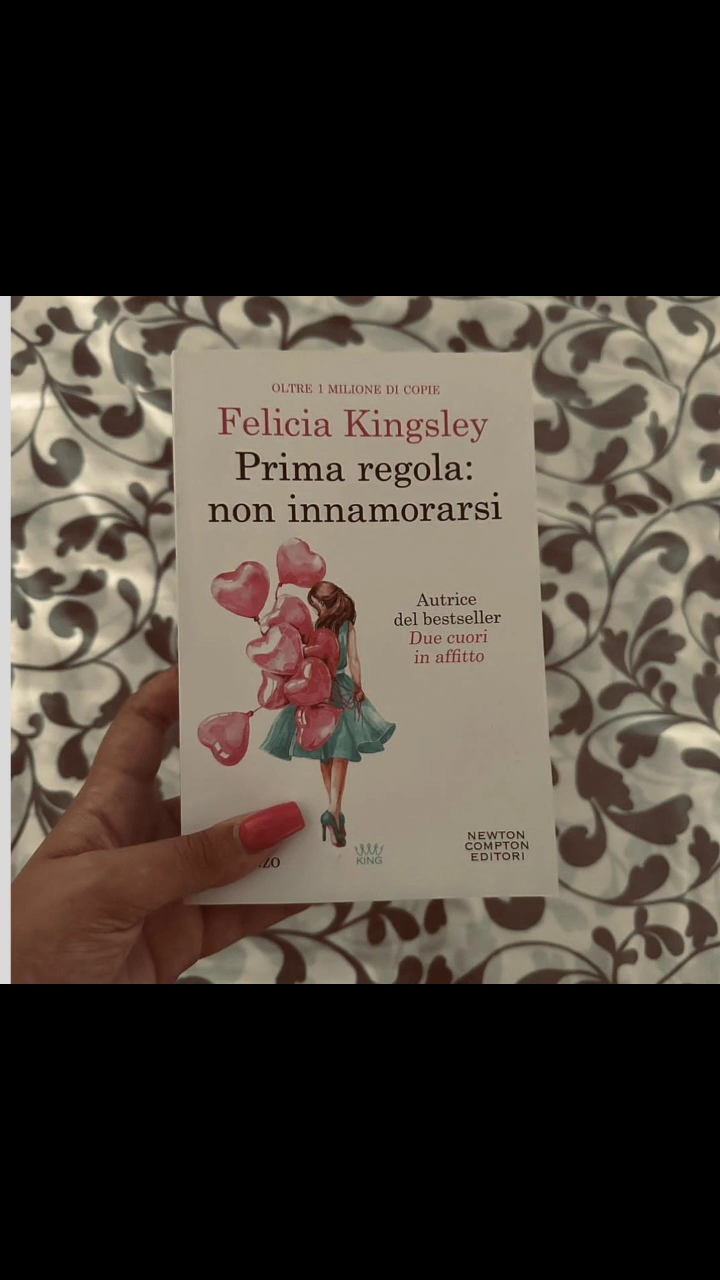 OLTRE 1 MILIONE DI COPIE
Felicia Kingsley
Prima regola:
non innamorarsi
Autrice
del bestseller
Due cuori
in affitto
KING
NEWTON
COMPTON
EDITORI